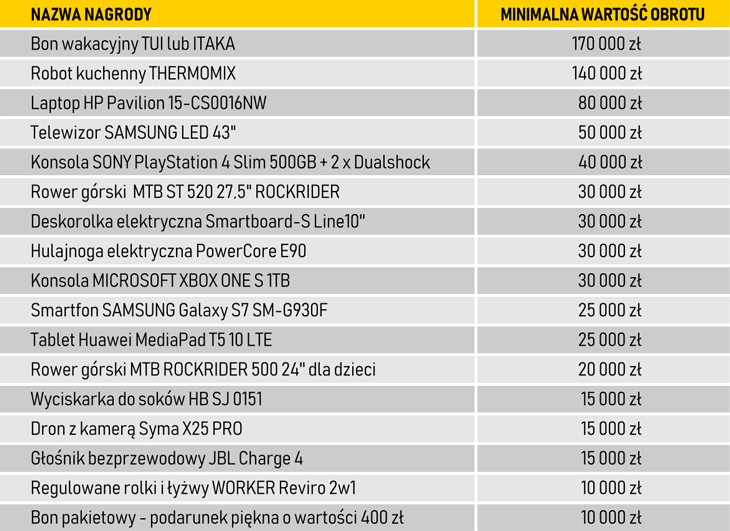 NAZWA NAGRODY MINIMALNA WARTOŚĆ OBROTU
Bon wakacyjny TUI lub ITAKA 170 000 zł
Robot kuchenny THERMOMIX 140 000 zł
Laptop HP Pavilion 15-CS0016NW 80 000 zł
Telewizor SAMSUNG LED 43" 50 000 zł
Konsola SONY PlayStation 4 Slim 500GB + 2 x Dualshock 40 000 zł
Rower górski MTB ST 520 27,5" ROCKRIDER 30 000 zł
Deskorolka elektryczna Smartboard-S Line10" 30 000 zł
Hulajnoga elektryczna PowerCore E90 30 000 zł
Konsola MICROSOFT XBOX ONE S 1TB 30 000 zł
Smartfon SAMSUNG Galaxy S7 SM-G930F 25 000 zł
Tablet Huawei MediaPad T5 10 LTE 25 000 zł
Rower górski MTB ROCKRIDER 500 24" dla dzieci 20 000 zł
Wyciskarka do soków HB SJ 0151 15 000 zł
Dron z kamerą Syma X25 PRO 15 000 zł
Głośnik bezprzewodowy JBL Charge 4 15 000 zł
Regulowane rolki i łyżwy WORKER Reviro 2w1 10 000 zł
Bon pakietowy - podarunek piękna o wartości 400 zł 10 000 zł